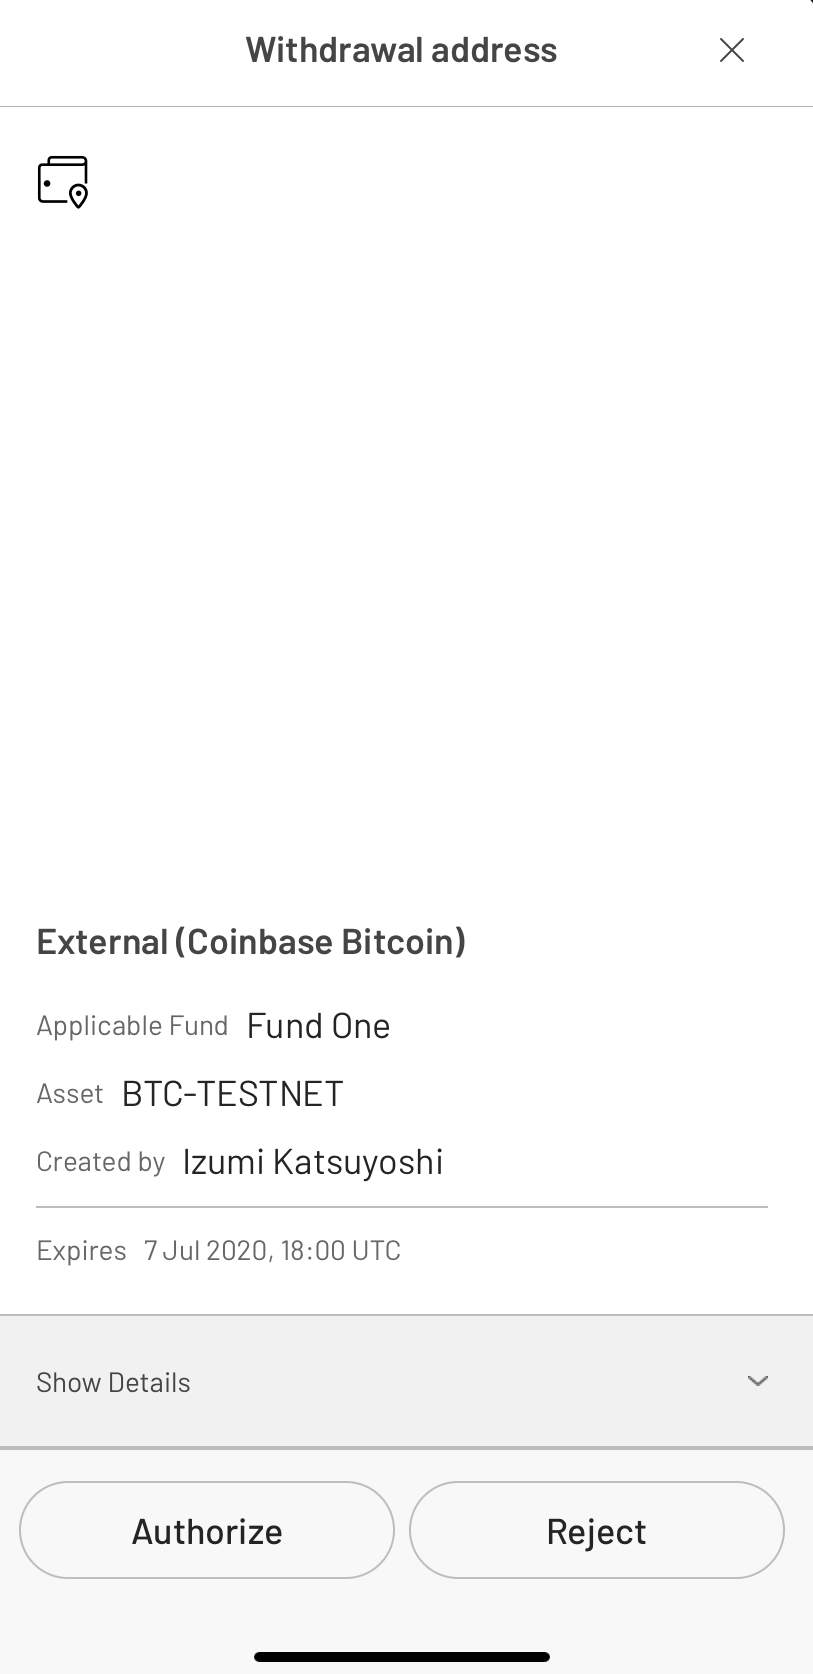 Withdrawal address
External (Coinbase Bitcoin)
Applicable Fund Fund One
Asset BTC-TESTNET
Created by Izumi Katsuyoshi
Expires 7 Jul 2020, 18:00 UTC
Show Details
Authorize Reject